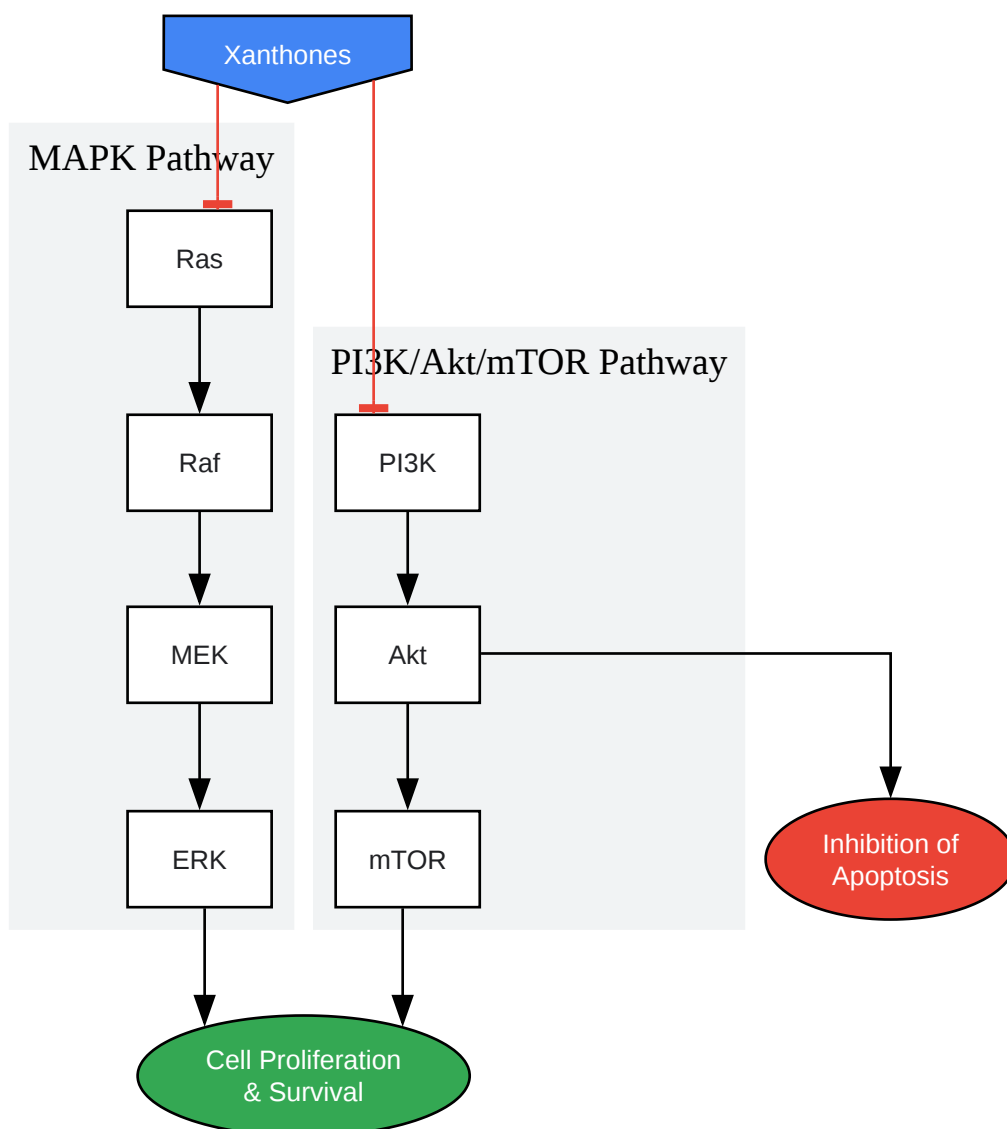 Xanthones
MAPK Pathway
Ras
PI3K/Akt/mTOR Pathway
Raf
PI3K
MEK
Akt
ERK
mTOR
Inhibition of
Apoptosis
Cell Proliferation
& Survival